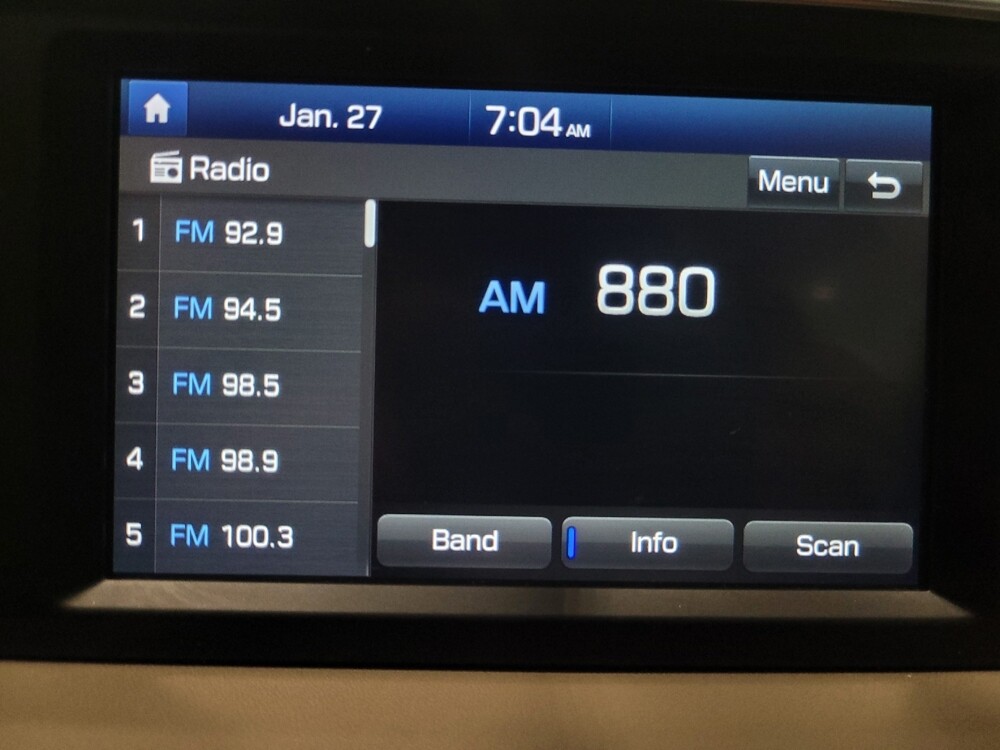 Jan. 27 7:04 AM
Radio
Menu
1 FM 92.9
2 FM 94.5
3 FM 98.5
4 FM 98.9
5 FM 100.3
AM 880
Band Info Scan